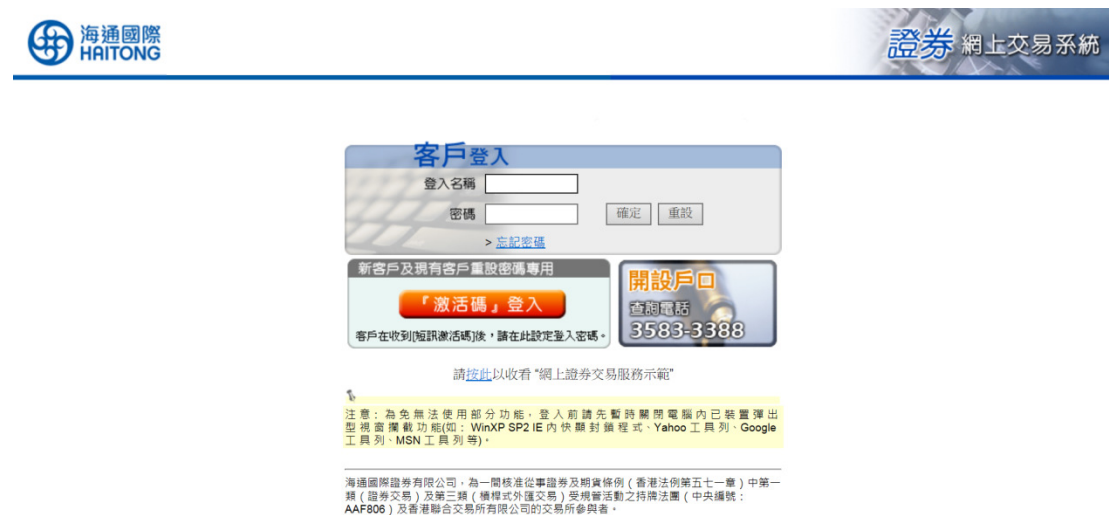 海通國際
HAITONG
證券 網上交易系統
客戶登入
登入名稱
密碼
確定 重設
> 忘記密碼
新客戶及現有客戶重設密碼專用
『激活碼』登入
客戶在收到[短訊激活碼]後，請在此設定登入密碼。
開設戶口
查詢電話
3583-3388
請按此以收看 “網上證券交易服務示範”
注意：為免無法使用部分功能，登入前請先暫時關閉電腦內已裝置彈出
型視窗攔截功能(如：WinXP SP2 IE 內快顯封鎖程式、Yahoo 工具列、Google
工具列、MSN 工具列等)。
海通國際證券有限公司，為一間核准從事證券及期貨條例（香港法例第五七一章）中第一
類（證券交易）及第三類（槓桿式外匯交易）受規管活動之持牌法團（中央編號：
AAF806）及香港聯合交易所有限公司的交易所參與者。